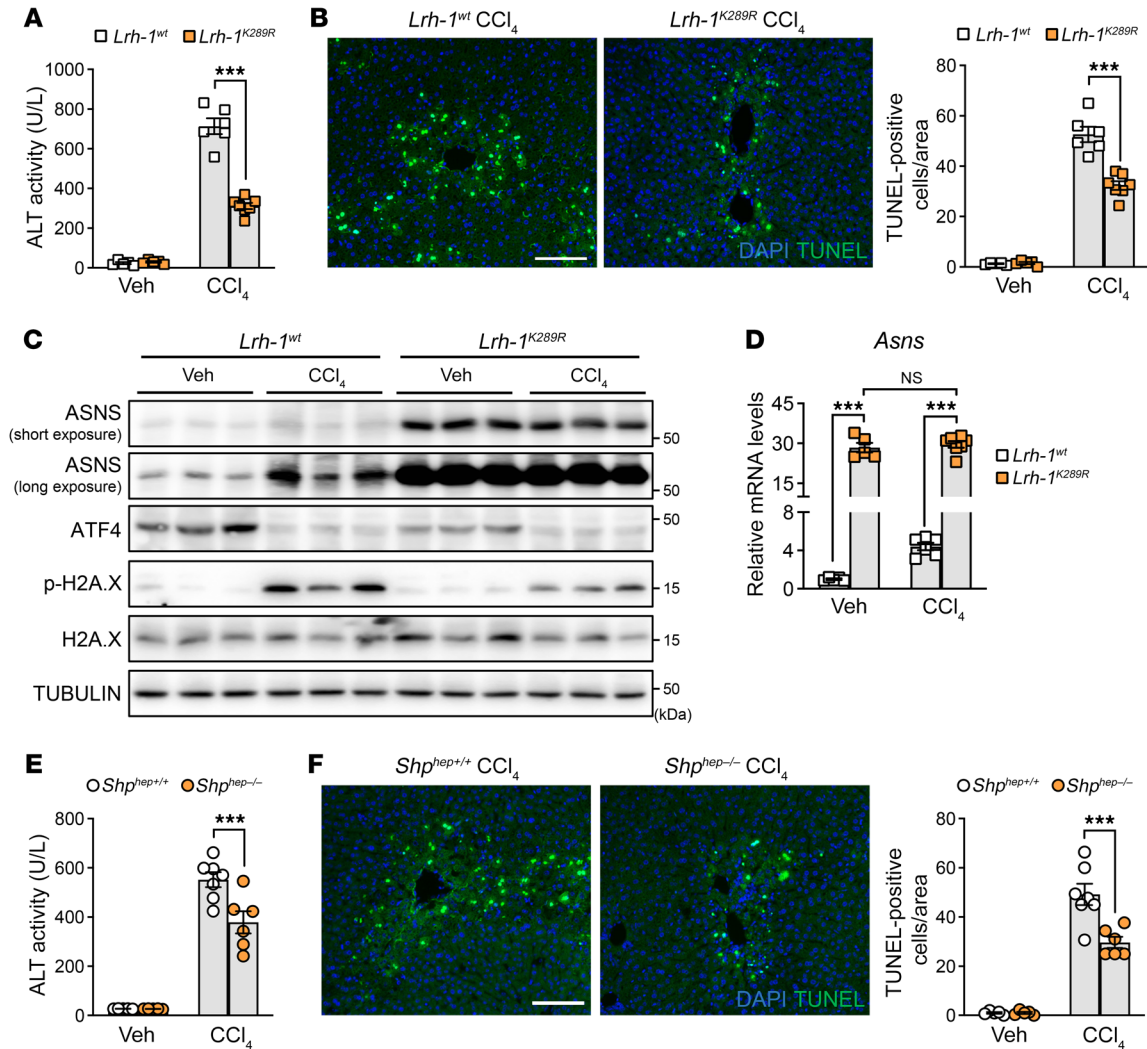 A
Lrh-1wt Lrh-1K289R
ALT activity (U/L)
1000
800
600
400
200
0
***
Veh CCl4
B
Lrh-1wt CCl4 Lrh-1K289R CCl4
DAPI TUNEL
Lrh-1wt Lrh-1K289R
TUNEL-positive
cells/area
80
60
40
20
0
***
Veh CCl4
C
Lrh-1wt Lrh-1K289R
Veh CCl4 Veh CCl4
ASNS
(short exposure)
50
ASNS
(long exposure)
50
ATF4
50
p-H2A.X
15
H2A.X
15
TUBULIN
50
(kDa)
D
Asns
NS
*** ***
Relative mRNA levels
45
30
15
8
4
0
Lrh-1wt
Lrh-1K289R
Veh CCl4
E
Shphep+/+ Shphep–/–
ALT activity (U/L)
800
600
400
200
0
***
Veh CCl4
F
Shphep+/+ CCl4 Shphep–/– CCl4
DAPI TUNEL
Shphep+/+ Shphep–/–
TUNEL-positive
cells/area
80
60
40
20
0
***
Veh CCl4